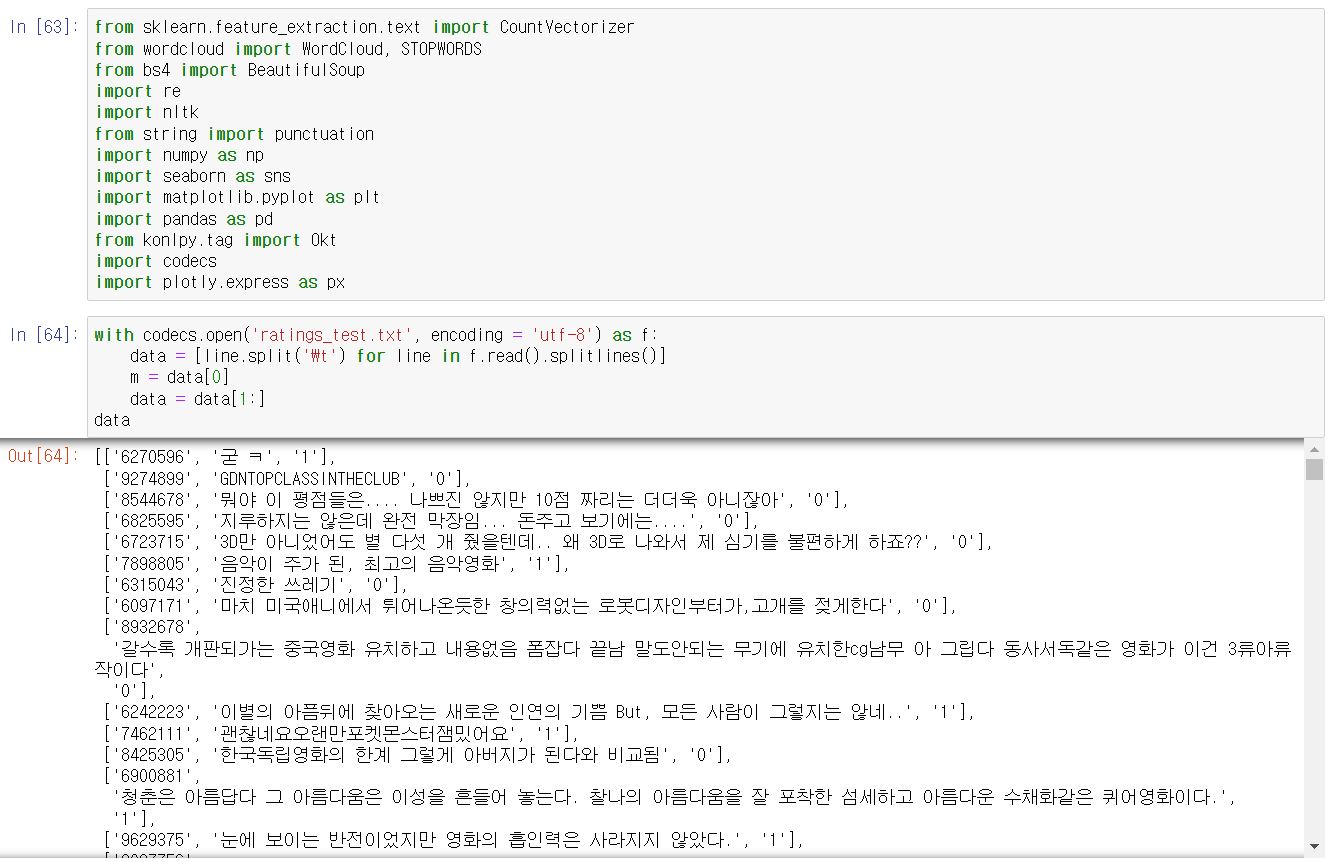 In [63]: from sklearn.feature_extraction.text import CountVectorizer
from wordcloud import WordCloud, STOPWORDS
from bs4 import BeautifulSoup
import re
import nltk
from string import punctuation
import numpy as np
import seaborn as sns
import matplotlib.pyplot as plt
import pandas as pd
from konlpy.tag import Okt
import codecs
import plotly.express as px
In [64]: with codecs.open('ratings_test.txt', encoding = 'utf-8') as f:
    data = [line.split('₩t') for line in f.read().splitlines()]
    m = data[0]
    data = data[1:]
data
Out[64]: [['6270596', '굳 ㅋ', '1'],
['9274899', 'GDNTOPCLASSINTHECLUB', '0'],
['8544678', '뭐야 이 평점들은.... 나쁘진 않지만 10점 짜리는 더더욱 아니잖아', '0'],
['6825595', '지루하지는 않은데 완전 막장임... 돈주고 보기에는....', '0'],
['6723715', '3D만 아니었어도 별 다섯 개 줬을텐데.. 왜 3D로 나와서 제 심기를 불편하게 하죠??', '0'],
['7898805', '음악이 주가 된, 최고의 음악영화', '1'],
['6315043', '진정한 쓰레기', '0'],
['6097171', '마치 미국애니에서 튀어나온듯한 창의력없는 로봇디자인부터가,고개를 젖게한다', '0'],
['8932678',
'갈수록 개판되가는 중국영화 유치하고 내용없음 폼잡다 끝남 말도안되는 무기에 유치한cg남무 아 그립다 동사서독같은 영화가 이건 3류아류
작이다',
'0'],
['6242223', '이별의 아픔뒤에 찾아오는 새로운 인연의 기쁨 But, 모든 사람이 그렇지는 않네..', '1'],
['7462111', '괜찮네요오랜만포켓몬스터잼밌어요', '1'],
['8425305', '한국독립영화의 한계 그렇게 아버지가 된다와 비교됨', '0'],
['6900881',
'청춘은 아름답다 그 아름다움은 이성을 흔들어 놓는다. 찰나의 아름다움을 잘 포착한 섬세하고 아름다운 수채화같은 퀴어영화이다.',
'1'],
['9629375', '눈에 보이는 반전이었지만 영화의 흡인력은 사라지지 않았다.', '1'],